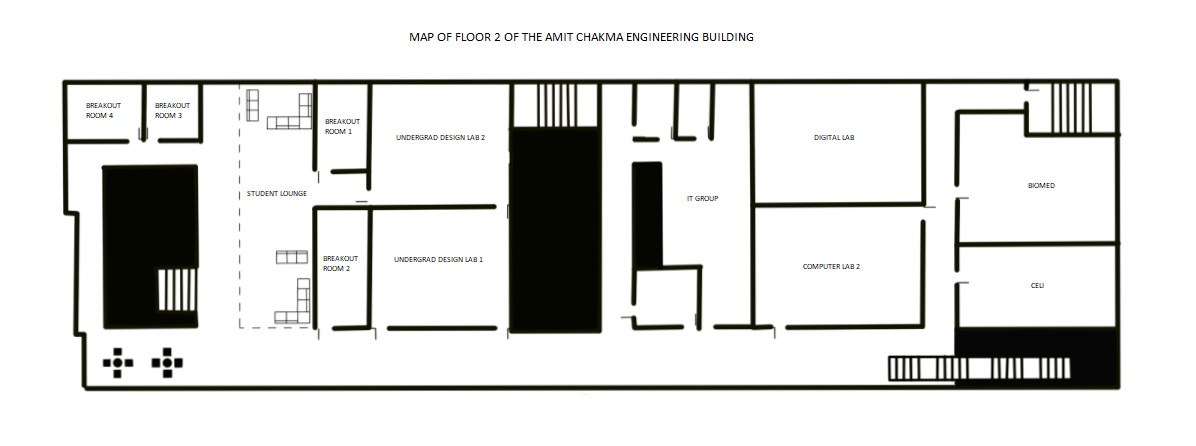 MAP OF FLOOR 2 OF THE AMIT CHAKMA ENGINEERING BUILDING
BREAKOUT
ROOM 4
BREAKOUT
ROOM 3
BREAKOUT
ROOM 1
UNDERGRAD DESIGN LAB 2
DIGITAL LAB
BIOMED
STUDENT LOUNGE
IT GROUP
BREAKOUT
ROOM 2
UNDERGRAD DESIGN LAB 1
COMPUTER LAB 2
CELI